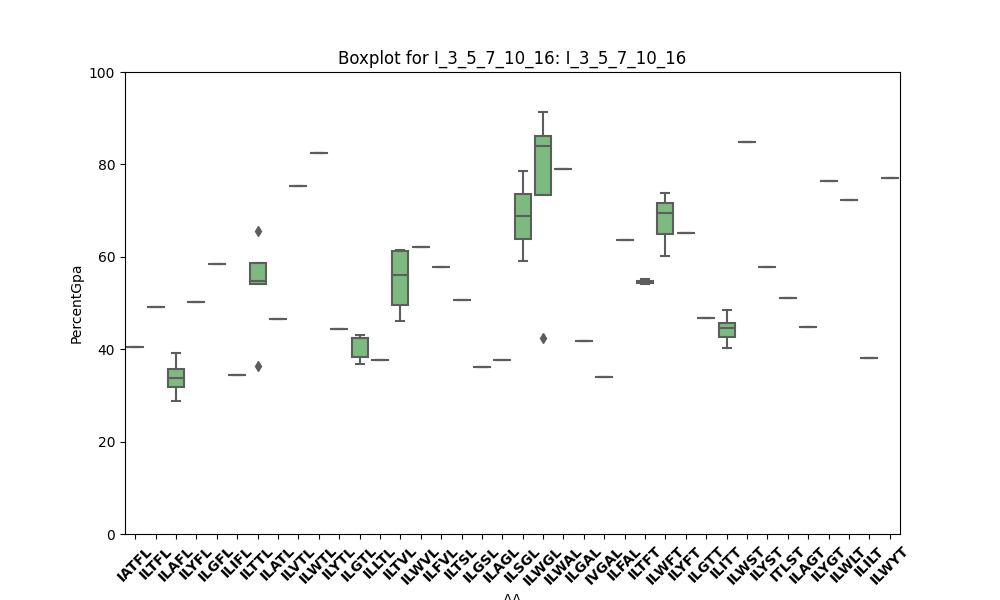 Boxplot for I_3_5_7_10_16: I_3_5_7_10_16
PercentGpa
100
80
60
40
20
0
IATFL
ILTFL
ILAFL
ILYFL
ILGFL
ILIFL
ILTTL
ILATL
ILVTL
ILWTL
ILYTL
ILGTL
ILLTL
ILTVL
ILWVL
ILFVL
ILTSL
ILGSL
ILAGL
ILSGL
ILWGL
ILWAL
ILGAL
IVGAL
ILFAL
ILTFT
ILWFT
ILYFT
ILGTT
ILITT
ILWST
ILYST
ITLST
ILAGT
ILYGT
ILWLT
ILILT
ILWYT